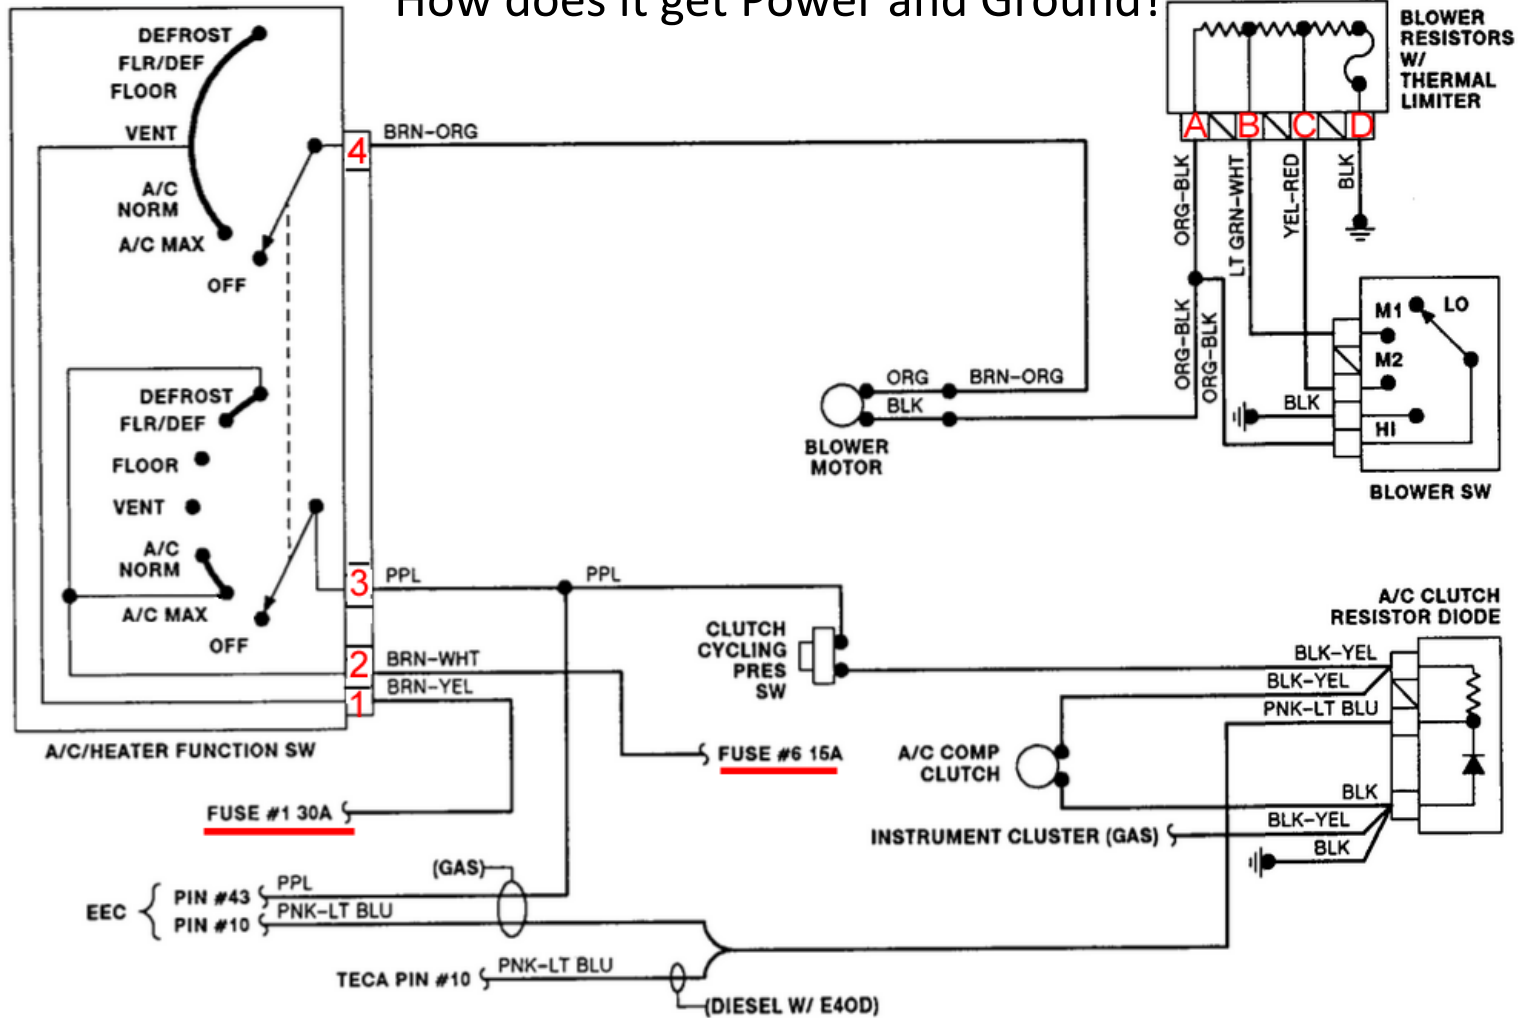 How does it get Power and Ground?
DEFROST
FLR/DEF
FLOOR
VENT
A/C
NORM
A/C MAX
OFF
4
BRN-ORG
BLOWER
RESISTORS
W/
THERMAL
LIMITER
A
B
C
D
ORG-BLK
LT GRN-WHT
YEL-RED
BLK
ORG-BLK
ORG-BLK
M1
LO
M2
BLK
HI
BLOWER SW
ORG
BRN-ORG
BLK
BLOWER
MOTOR
DEFROST
FLR/DEF
FLOOR
VENT
A/C
NORM
A/C MAX
OFF
3
PPL
PPL
2
BRN-WHT
1
BRN-YEL
A/C/HEATER FUNCTION SW
CLUTCH
CYCLING
PRES
SW
FUSE #6 15A
FUSE #1 30A
A/C CLUTCH
RESISTOR DIODE
BLK-YEL
BLK-YEL
PNK-LT BLU
A/C COMP
CLUTCH
BLK
BLK-YEL
INSTRUMENT CLUSTER (GAS)
BLK
(GAS)
EEC
PIN #43
PPL
PIN #10
PNK-LT BLU
TECA PIN #10
PNK-LT BLU
(DIESEL W/ E4OD)